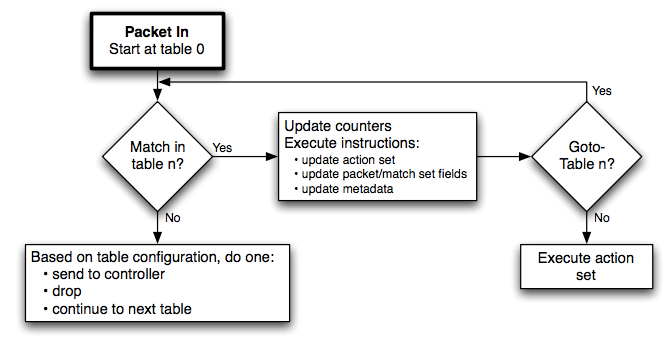 Packet In
Start at table 0
Yes
Match in
table n?
Yes
Update counters
Execute instructions:
• update action set
• update packet/match set fields
• update metadata
Goto-
Table n?
No
No
Based on table configuration, do one:
• send to controller
• drop
• continue to next table
Execute action
set